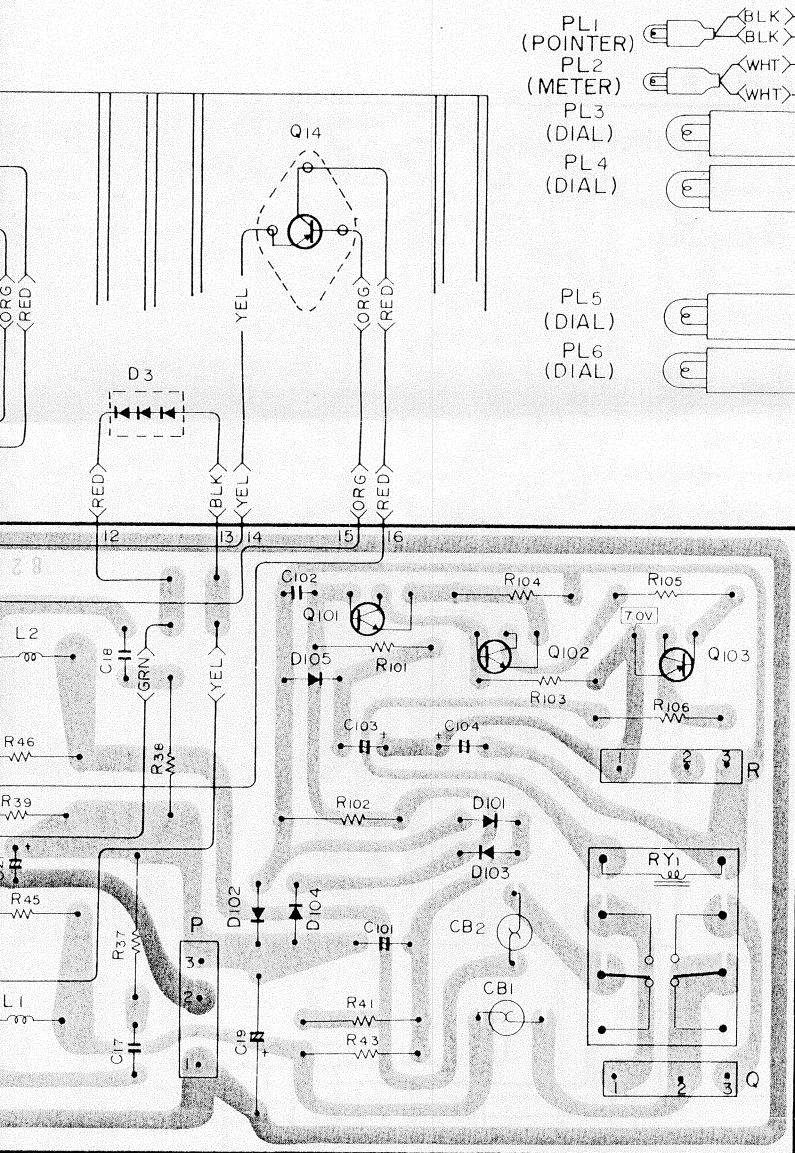 PL1
(POINTER)
BLK
BLK
PL2
(METER)
WHT
WHT
PL3
(DIAL)
PL4
(DIAL)
Q14
ORG
RED
YEL
ORG
RED
PL5
(DIAL)
PL6
(DIAL)
D3
RED
BLK
YEL
ORG
RED
12
13
14
15
16
C102
R104
R105
Q101
7.0V
L2
C18
GRN
YEL
D105
R101
Q102
Q103
R103
R106
C103
+
+
C104
R46
R38
1
2
3
R
R39
R102
D101
D103
RY1
+
R45
R37
P
D102
D104
C101
CB2
3
2
1
L1
C17
C19
+
R41
R43
CB1
1
2
3
Q